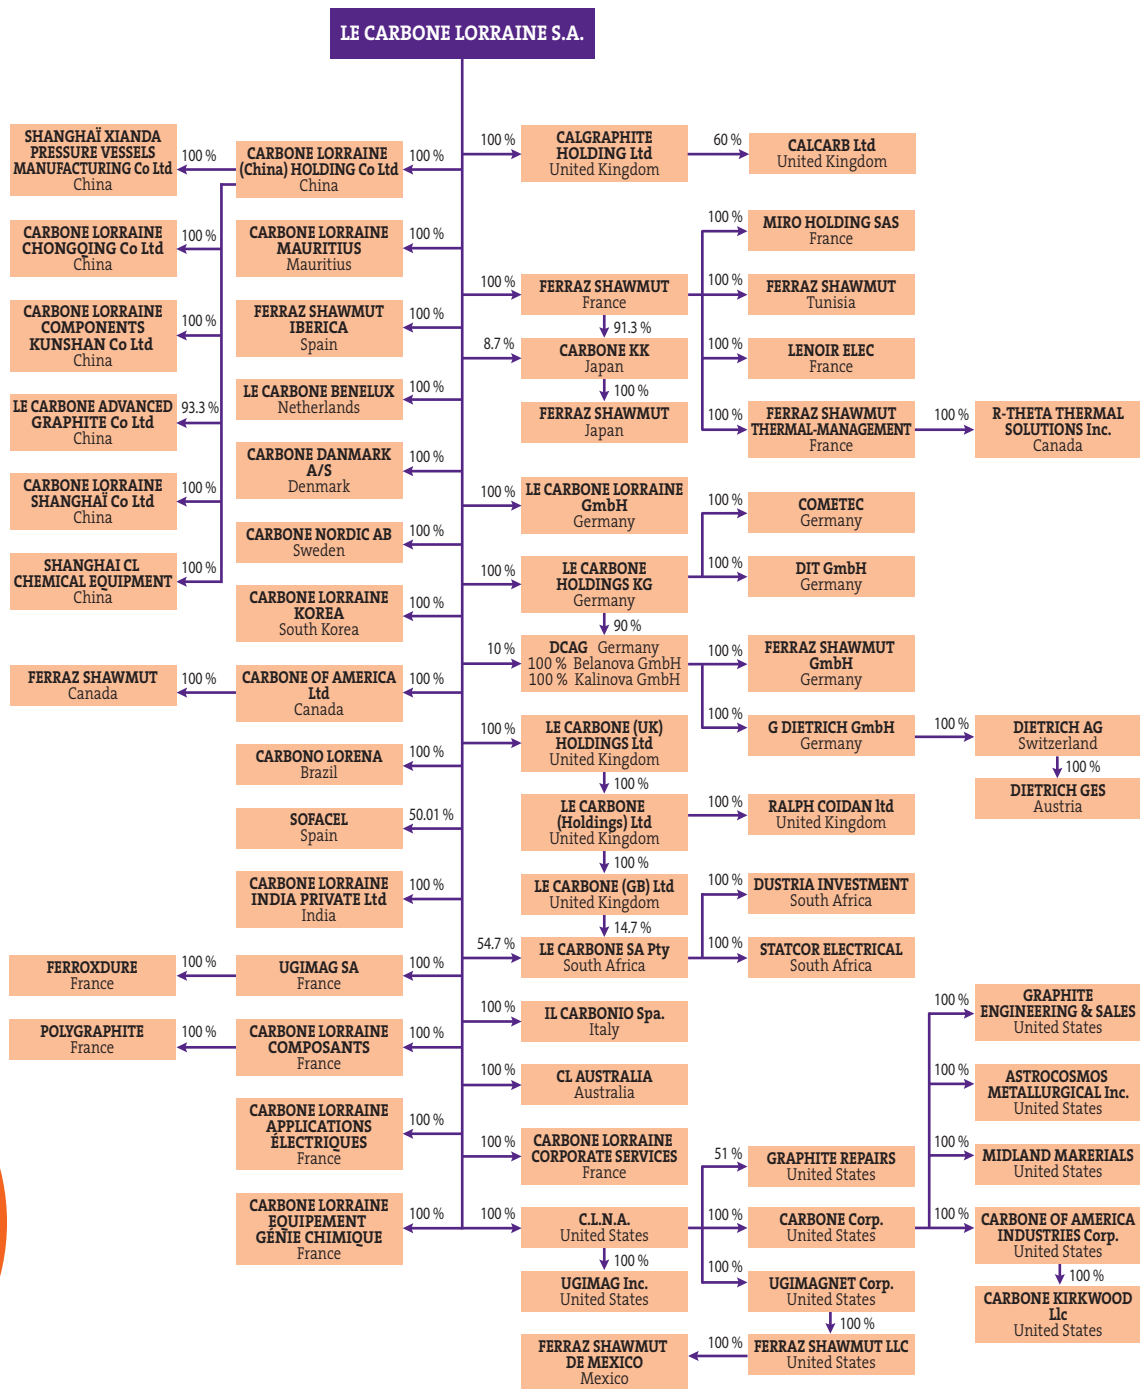 LE CARBONE LORRAINE S.A.
SHANGHAÏ XIANDA
PRESSURE VESSELS
MANUFACTURING Co Ltd
China
100 %
CARBONE LORRAINE
(China) HOLDING Co Ltd
China
100 %
CARBONE LORRAINE
CHONGQING Co Ltd
China
100 %
CARBONE LORRAINE
COMPONENTS
KUNSHAN Co Ltd
China
100 %
LE CARBONE ADVANCED
GRAPHITE Co Ltd
China
93.3 %
CARBONE LORRAINE
SHANGHAÏ Co Ltd
China
100 %
SHANGHAI CL
CHEMICAL EQUIPMENT
China
100 %
CARBONE LORRAINE
MAURITIUS
Mauritius
100 %
FERRAZ SHAWMUT
IBERICA
Spain
100 %
LE CARBONE BENELUX
Netherlands
100 %
CARBONE DANMARK
A/S
Denmark
100 %
CARBONE NORDIC AB
Sweden
100 %
CARBONE LORRAINE
KOREA
South Korea
100 %
FERRAZ SHAWMUT
Canada
100 %
CARBONE OF AMERICA
Ltd
Canada
100 %
CARBONO LORENA
Brazil
100 %
SOFACEL
Spain
50.01 %
CARBONE LORRAINE
INDIA PRIVATE Ltd
India
100 %
FERROXDURE
France
100 %
UGIMAG SA
France
100 %
POLYGRAPHITE
France
100 %
CARBONE LORRAINE
COMPOSANTS
France
100 %
CARBONE LORRAINE
APPLICATIONS
ÉLECTRIQUES
France
100 %
CARBONE LORRAINE
EQUIPEMENT
GÉNIE CHIMIQUE
France
100 %
100 %
CALGRAPHITE
HOLDING Ltd
United Kingdom
60 %
CALCARB Ltd
United Kingdom
100 %
FERRAZ SHAWMUT
France
100 %
MIRO HOLDING SAS
France
100 %
FERRAZ SHAWMUT
Tunisia
100 %
LENOIR ELEC
France
100 %
FERRAZ SHAWMUT
THERMAL-MANAGEMENT
France
100 %
R-THETA THERMAL
SOLUTIONS Inc.
Canada
91.3 %
8.7 %
CARBONE KK
Japan
100 %
FERRAZ SHAWMUT
Japan
100 %
LE CARBONE LORRAINE
GmbH
Germany
100 %
LE CARBONE
HOLDINGS KG
Germany
100 %
COMETEC
Germany
100 %
DIT GmbH
Germany
90 %
10 %
DCAG Germany
100 % Belanova GmbH
100 % Kalinova GmbH
100 %
FERRAZ SHAWMUT
GmbH
Germany
100 %
G DIETRICH GmbH
Germany
100 %
DIETRICH AG
Switzerland
100 %
DIETRICH GES
Austria
100 %
LE CARBONE (UK)
HOLDINGS Ltd
United Kingdom
100 %
LE CARBONE
(Holdings) Ltd
United Kingdom
100 %
RALPH COIDAN ltd
United Kingdom
100 %
LE CARBONE (GB) Ltd
United Kingdom
14.7 %
54.7 %
LE CARBONE SA Pty
South Africa
100 %
DUSTRIA INVESTMENT
South Africa
100 %
STATCOR ELECTRICAL
South Africa
100 %
IL CARBONIO Spa.
Italy
100 %
CL AUSTRALIA
Australia
100 %
CARBONE LORRAINE
CORPORATE SERVICES
France
100 %
C.L.N.A.
United States
100 %
UGIMAG Inc.
United States
51 %
GRAPHITE REPAIRS
United States
100 %
CARBONE Corp.
United States
100 %
UGIMAGNET Corp.
United States
100 %
FERRAZ SHAWMUT LLC
United States
100 %
FERRAZ SHAWMUT
DE MEXICO
Mexico
100 %
GRAPHITE
ENGINEERING & SALES
United States
100 %
ASTROCOSMOS
METALLURGICAL Inc.
United States
100 %
MIDLAND MARERIALS
United States
100 %
CARBONE OF AMERICA
INDUSTRIES Corp.
United States
100 %
CARBONE KIRKWOOD
Llc
United States